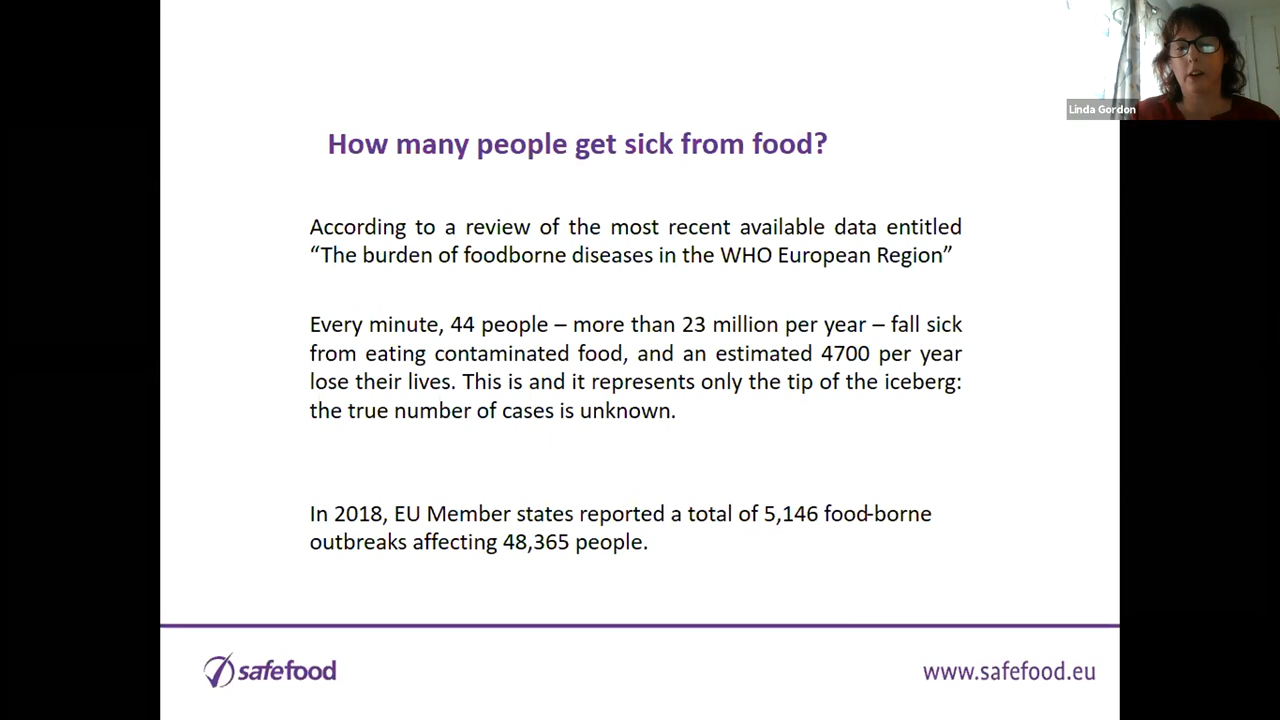 Linda Gordon
How many people get sick from food?
According to a review of the most recent available data entitled
“The burden of foodborne diseases in the WHO European Region”
Every minute, 44 people – more than 23 million per year – fall sick
from eating contaminated food, and an estimated 4700 per year
lose their lives. This is and it represents only the tip of the iceberg:
the true number of cases is unknown.
In 2018, EU Member states reported a total of 5,146 food-borne
outbreaks affecting 48,365 people.
safefood
www.safefood.eu